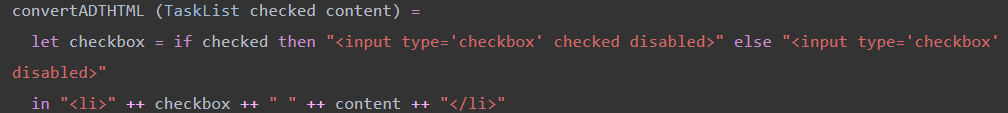 convertADTHTML (TaskList checked content) =
  let checkbox = if checked then "<input type='checkbox' checked disabled>" else "<input type='checkbox'
disabled>"
  in "<li>" ++ checkbox ++ " " ++ content ++ "</li>"